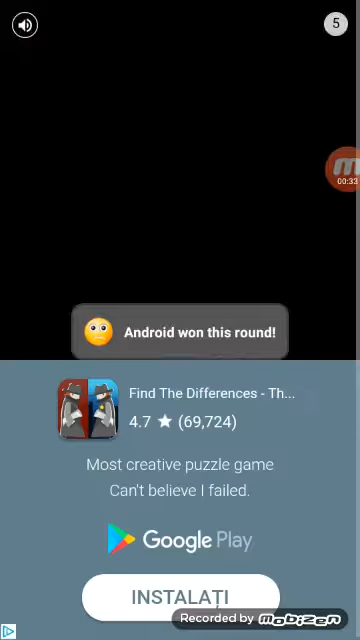 5
00:33
Android won this round!
Find The Differences - Th...
4.7 ★ (69,724)
Most creative puzzle game
Can't believe I failed.
Google Play
INSTALAȚI
Recorded by mobizen